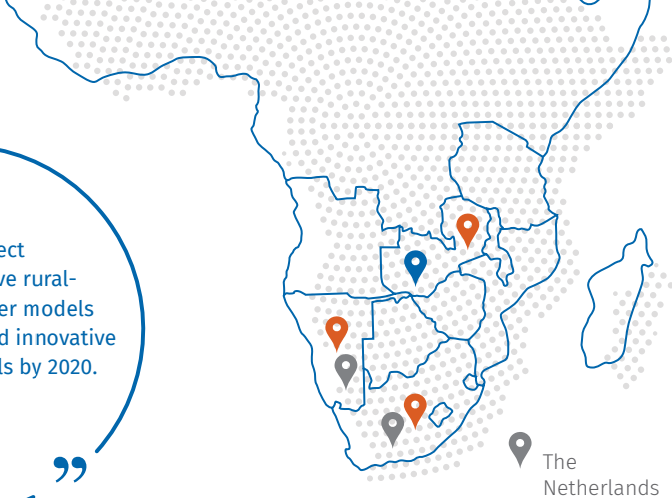 ect
ve rural-
er models
d innovative
ls by 2020.
”
The
Netherlands